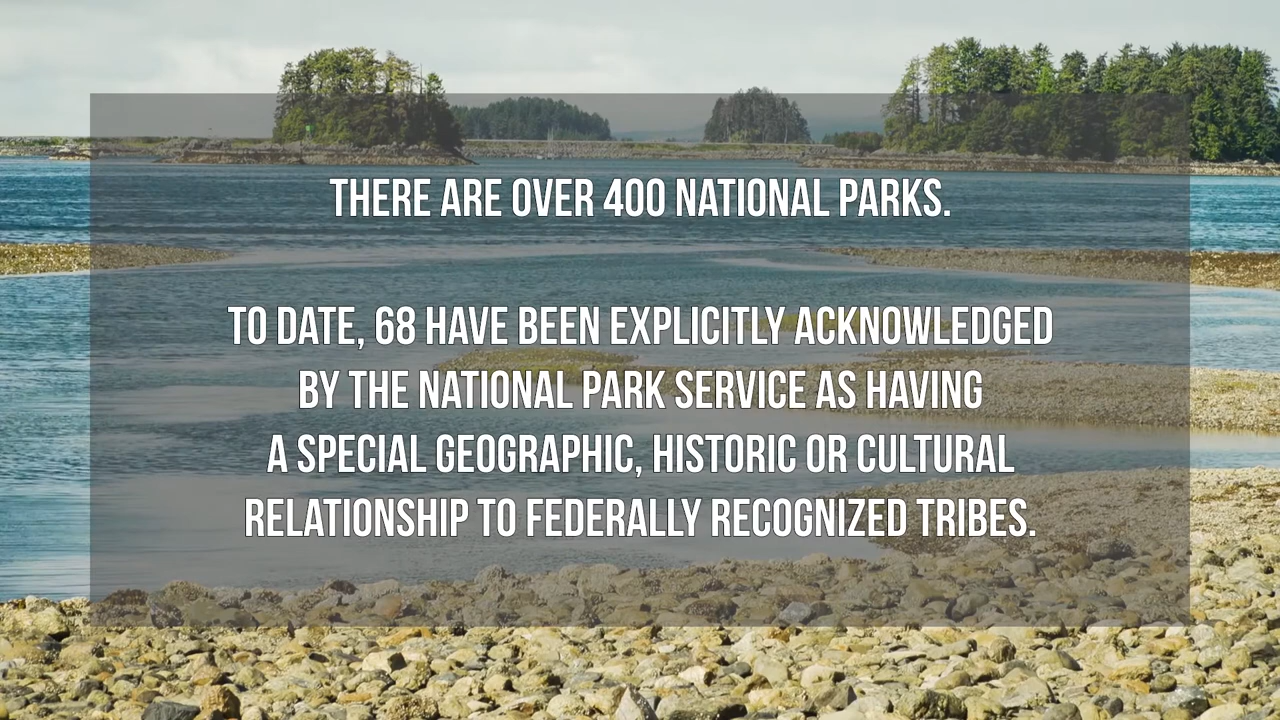 THERE ARE OVER 400 NATIONAL PARKS.
TO DATE, 68 HAVE BEEN EXPLICITLY ACKNOWLEDGED
BY THE NATIONAL PARK SERVICE AS HAVING
A SPECIAL GEOGRAPHIC, HISTORIC OR CULTURAL
RELATIONSHIP TO FEDERALLY RECOGNIZED TRIBES.